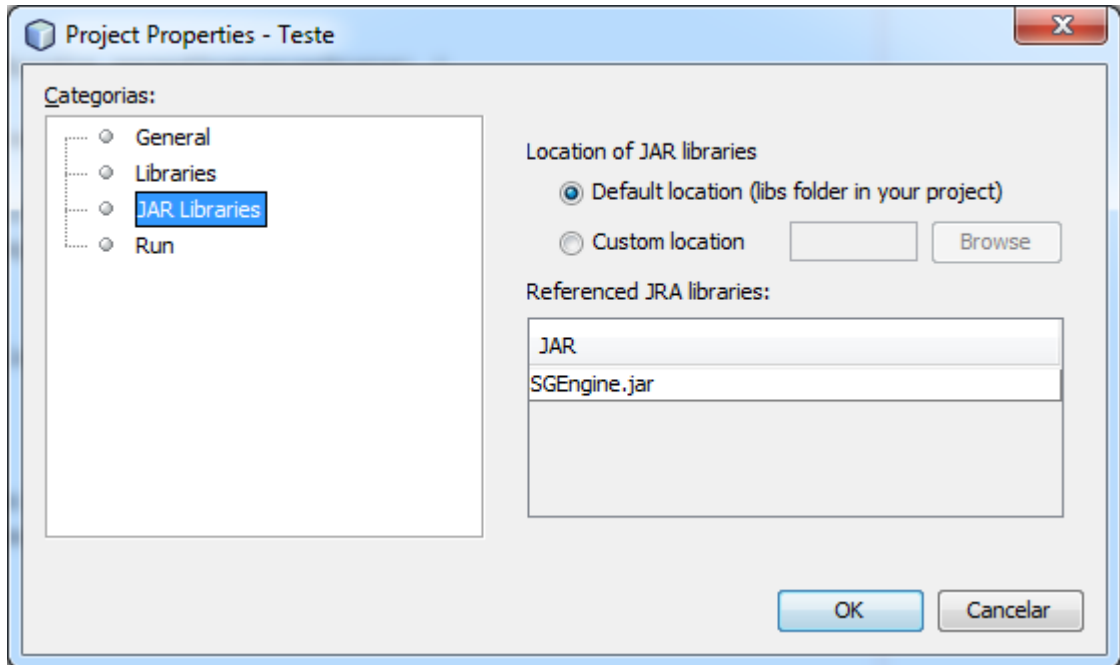 Project Properties - Teste
Categorias:
General
Libraries
JAR Libraries
Run
Location of JAR libraries
Default location (libs folder in your project)
Custom location
Browse
Referenced JRA libraries:
JAR
SGEngine.jar
OK
Cancelar